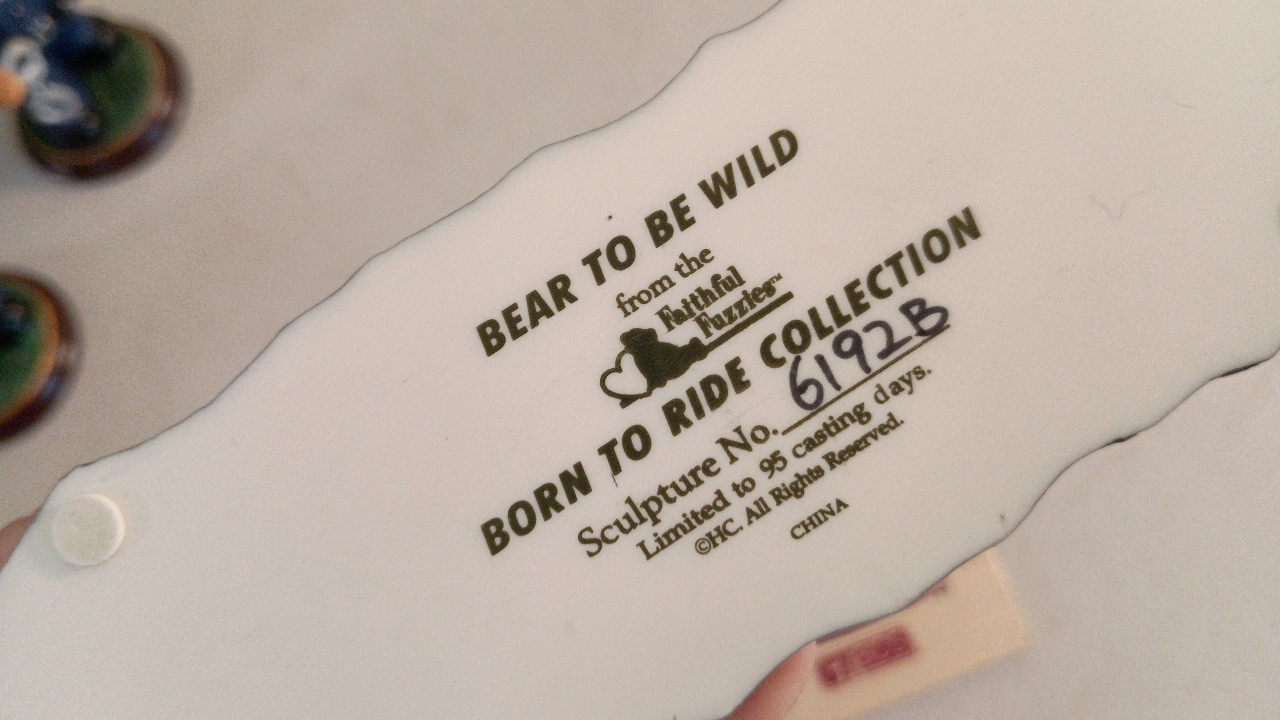 BEAR TO BE WILD
from the
Faithful
Fuzzies™
BORN TO RIDE COLLECTION
Sculpture No. 6192B
Limited to 95 casting days.
©HC. All Rights Reserved.
CHINA